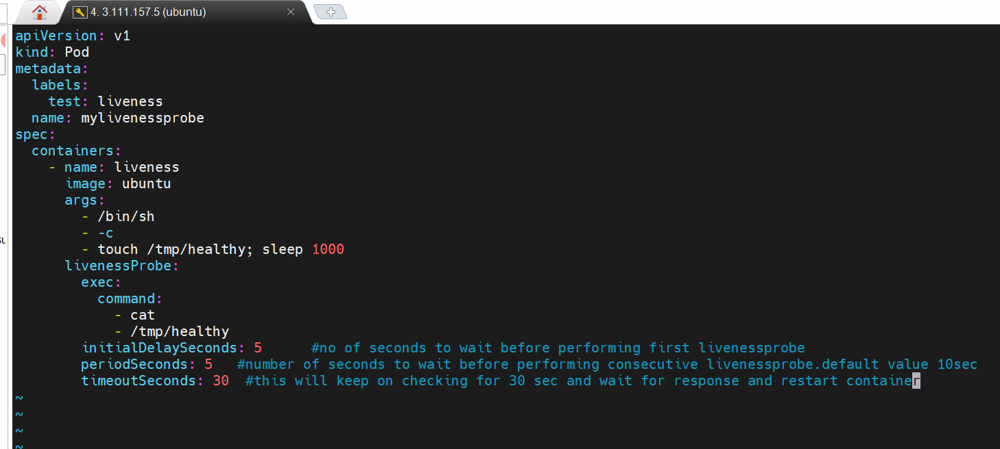 4. 3.111.157.5 (ubuntu)
apiVersion: v1
kind: Pod
metadata:
  labels:
    test: liveness
  name: mylivenessprobe
spec:
  containers:
    - name: liveness
      image: ubuntu
      args:
        - /bin/sh
        - -c
        - touch /tmp/healthy; sleep 1000
      livenessProbe:
        exec:
          command:
            - cat
            - /tmp/healthy
        initialDelaySeconds: 5      #no of seconds to wait before performing first livenessprobe
        periodSeconds: 5   #number of seconds to wait before performing consecutive livenessprobe.default value 10sec
        timeoutSeconds: 30  #this will keep on checking for 30 sec and wait for response and restart container
~
~
~
~